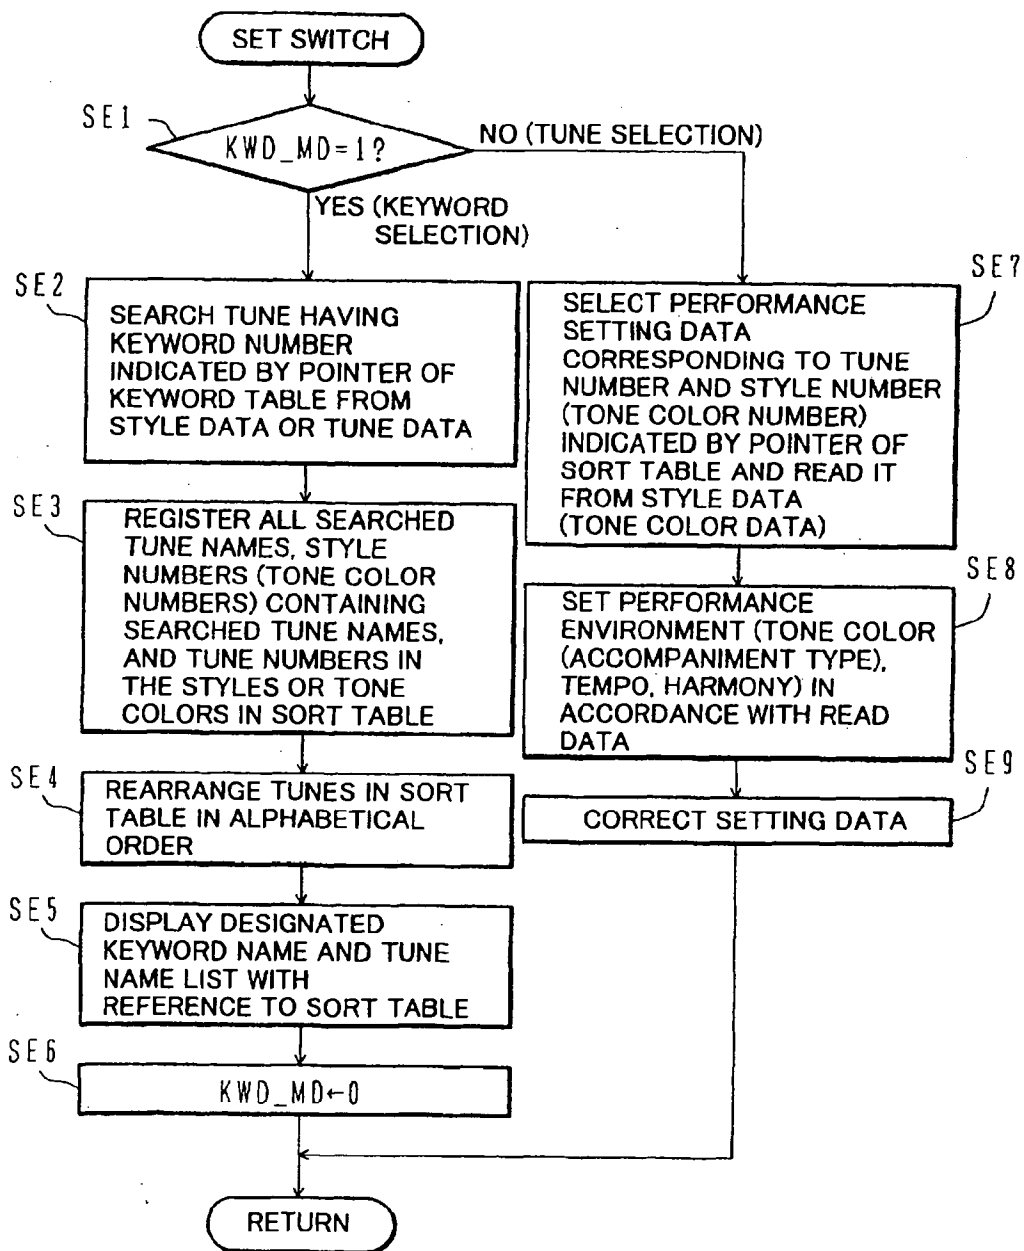 SET SWITCH
SE1
KWD_MD=1?
NO (TUNE SELECTION)
YES (KEYWORD
SELECTION)
SE2
SEARCH TUNE HAVING
KEYWORD NUMBER
INDICATED BY POINTER OF
KEYWORD TABLE FROM
STYLE DATA OR TUNE DATA
SE3
REGISTER ALL SEARCHED
TUNE NAMES, STYLE
NUMBERS (TONE COLOR
NUMBERS) CONTAINING
SEARCHED TUNE NAMES,
AND TUNE NUMBERS IN
THE STYLES OR TONE
COLORS IN SORT TABLE
SE4
REARRANGE TUNES IN SORT
TABLE IN ALPHABETICAL
ORDER
SE5
DISPLAY DESIGNATED
KEYWORD NAME AND TUNE
NAME LIST WITH
REFERENCE TO SORT TABLE
SE6
KWD_MD←0
SE7
SELECT PERFORMANCE
SETTING DATA
CORRESPONDING TO TUNE
NUMBER AND STYLE NUMBER
(TONE COLOR NUMBER)
INDICATED BY POINTER OF
SORT TABLE AND READ IT
FROM STYLE DATA
(TONE COLOR DATA)
SE8
SET PERFORMANCE
ENVIRONMENT (TONE COLOR
(ACCOMPANIMENT TYPE),
TEMPO, HARMONY) IN
ACCORDANCE WITH READ
DATA
SE9
CORRECT SETTING DATA
RETURN